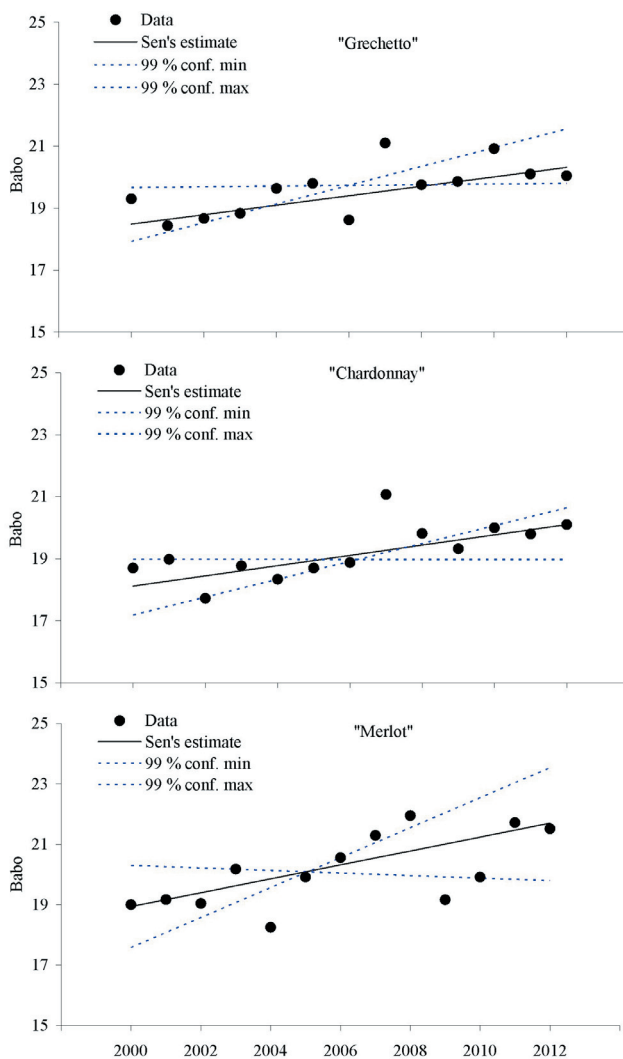 25
Data
"Grechetto"
Sen's estimate
99 % conf. min
99 % conf. max
23
21
Babo
19
17
15
25
Data
"Chardonnay"
Sen's estimate
99 % conf. min
99 % conf. max
23
21
Babo
19
17
15
25
Data
"Merlot"
Sen's estimate
99 % conf. min
99 % conf. max
23
21
Babo
19
17
15
2000 2002 2004 2006 2008 2010 2012